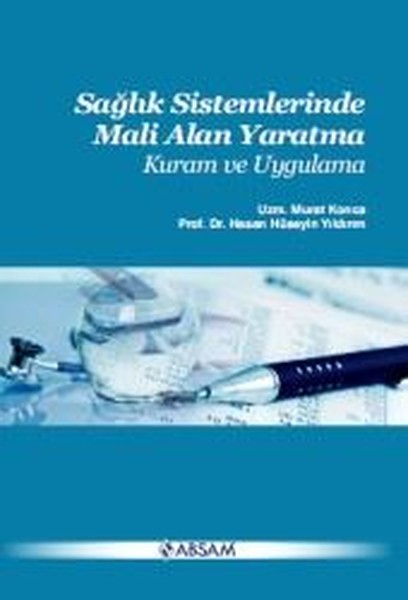 Sağlık Sistemlerinde
Mali Alan Yaratma
Kuram ve Uygulama
Uzm. Murat Konca
Prof. Dr. Hasan Hüseyin Yıldırım
ABSAM